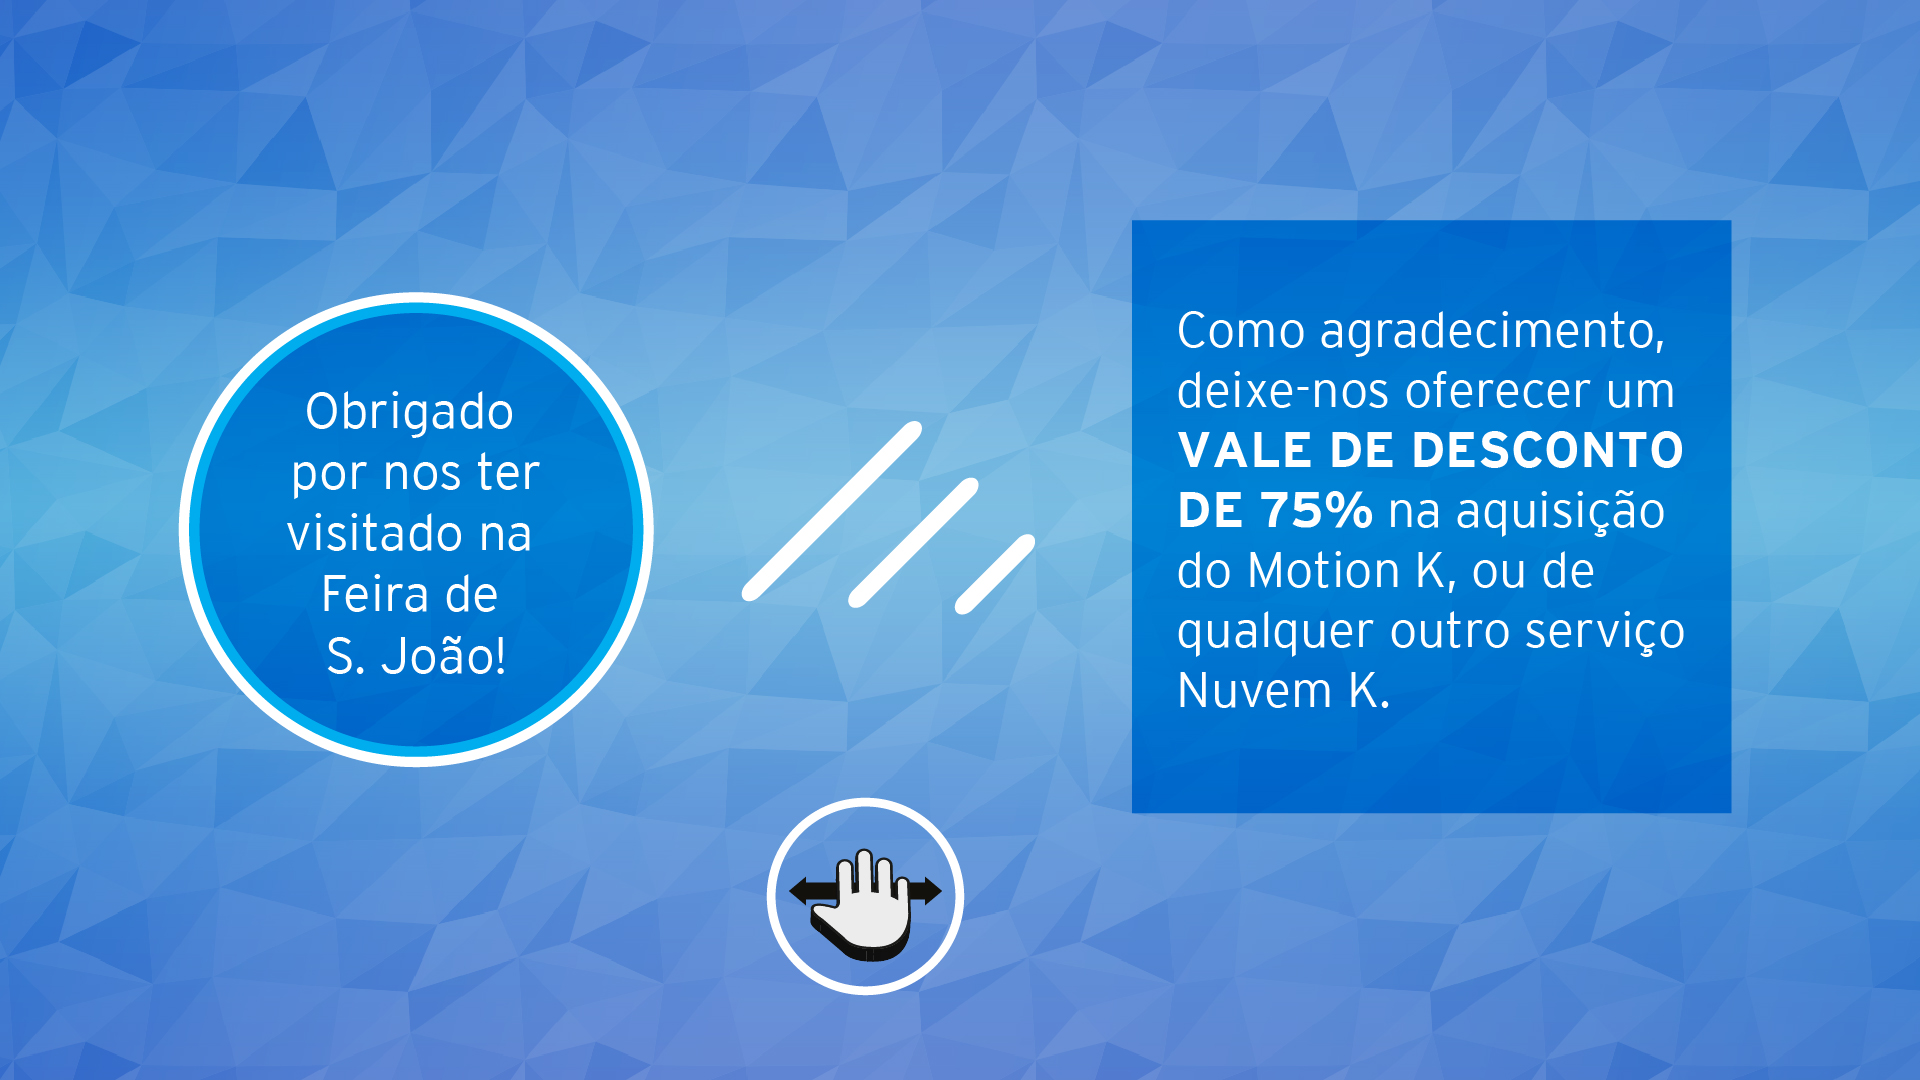 Obrigado
por nos ter
visitado na
Feira de
S. João!
Como agradecimento,
deixe-nos oferecer um
VALE DE DESCONTO
DE 75% na aquisição
do Motion K, ou de
qualquer outro serviço
Nuvem K.